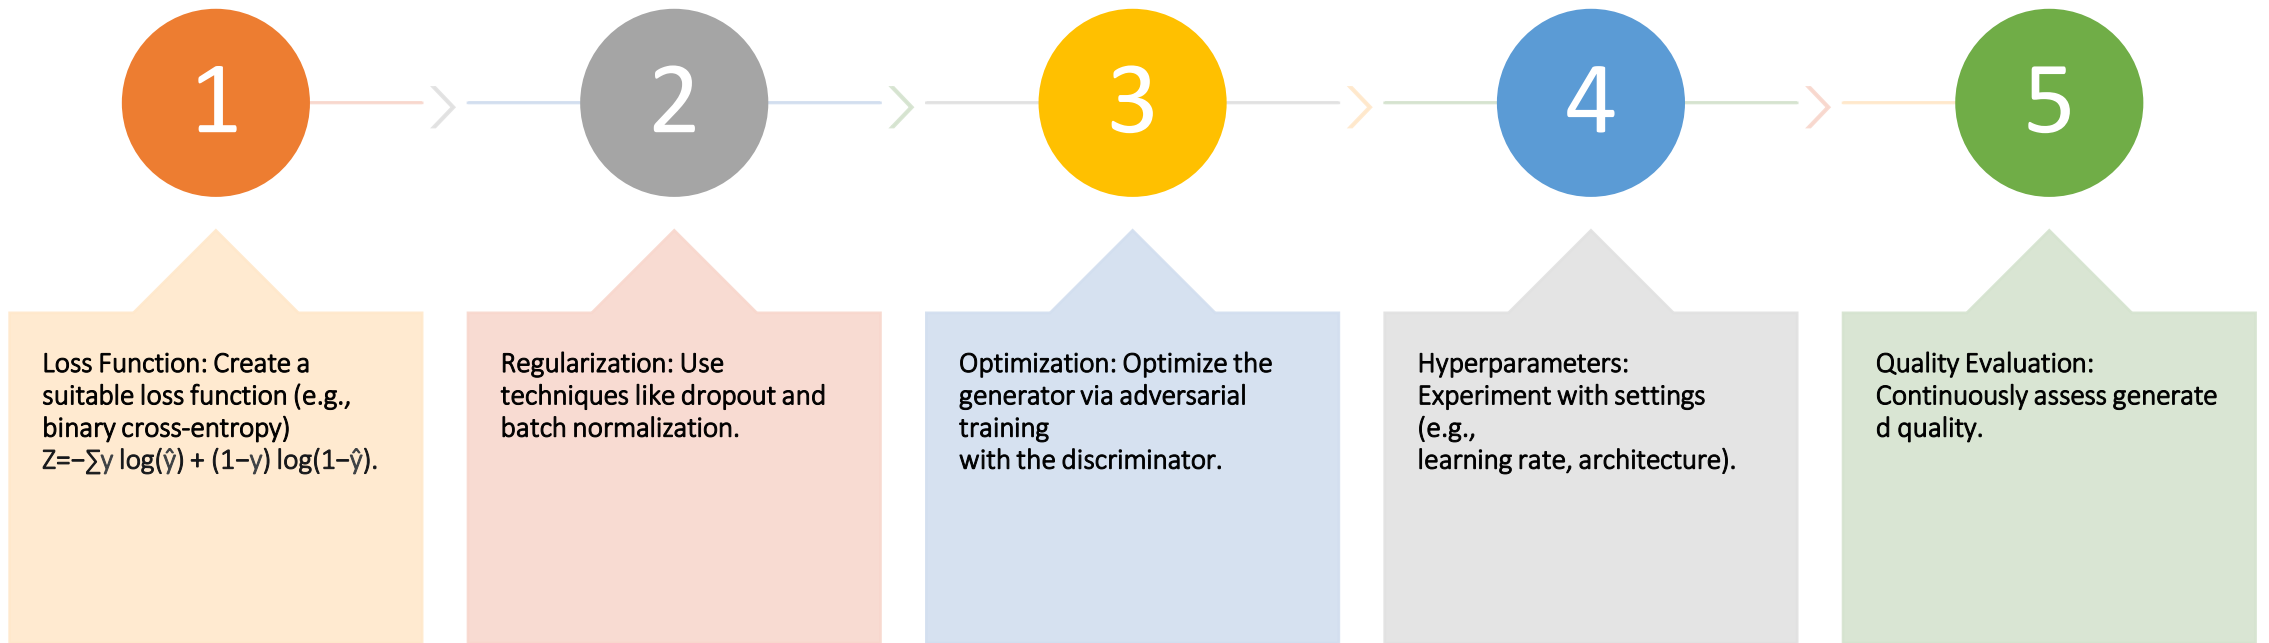 1
2
3
4
5
Loss Function: Create a
suitable loss function (e.g.,
binary cross-entropy)
Z=−∑y log(ŷ) + (1−y) log(1−ŷ).
Regularization: Use
techniques like dropout and
batch normalization.
Optimization: Optimize the
generator via adversarial
training
with the discriminator.
Hyperparameters:
Experiment with settings
(e.g.,
learning rate, architecture).
Quality Evaluation:
Continuously assess generate
d quality.